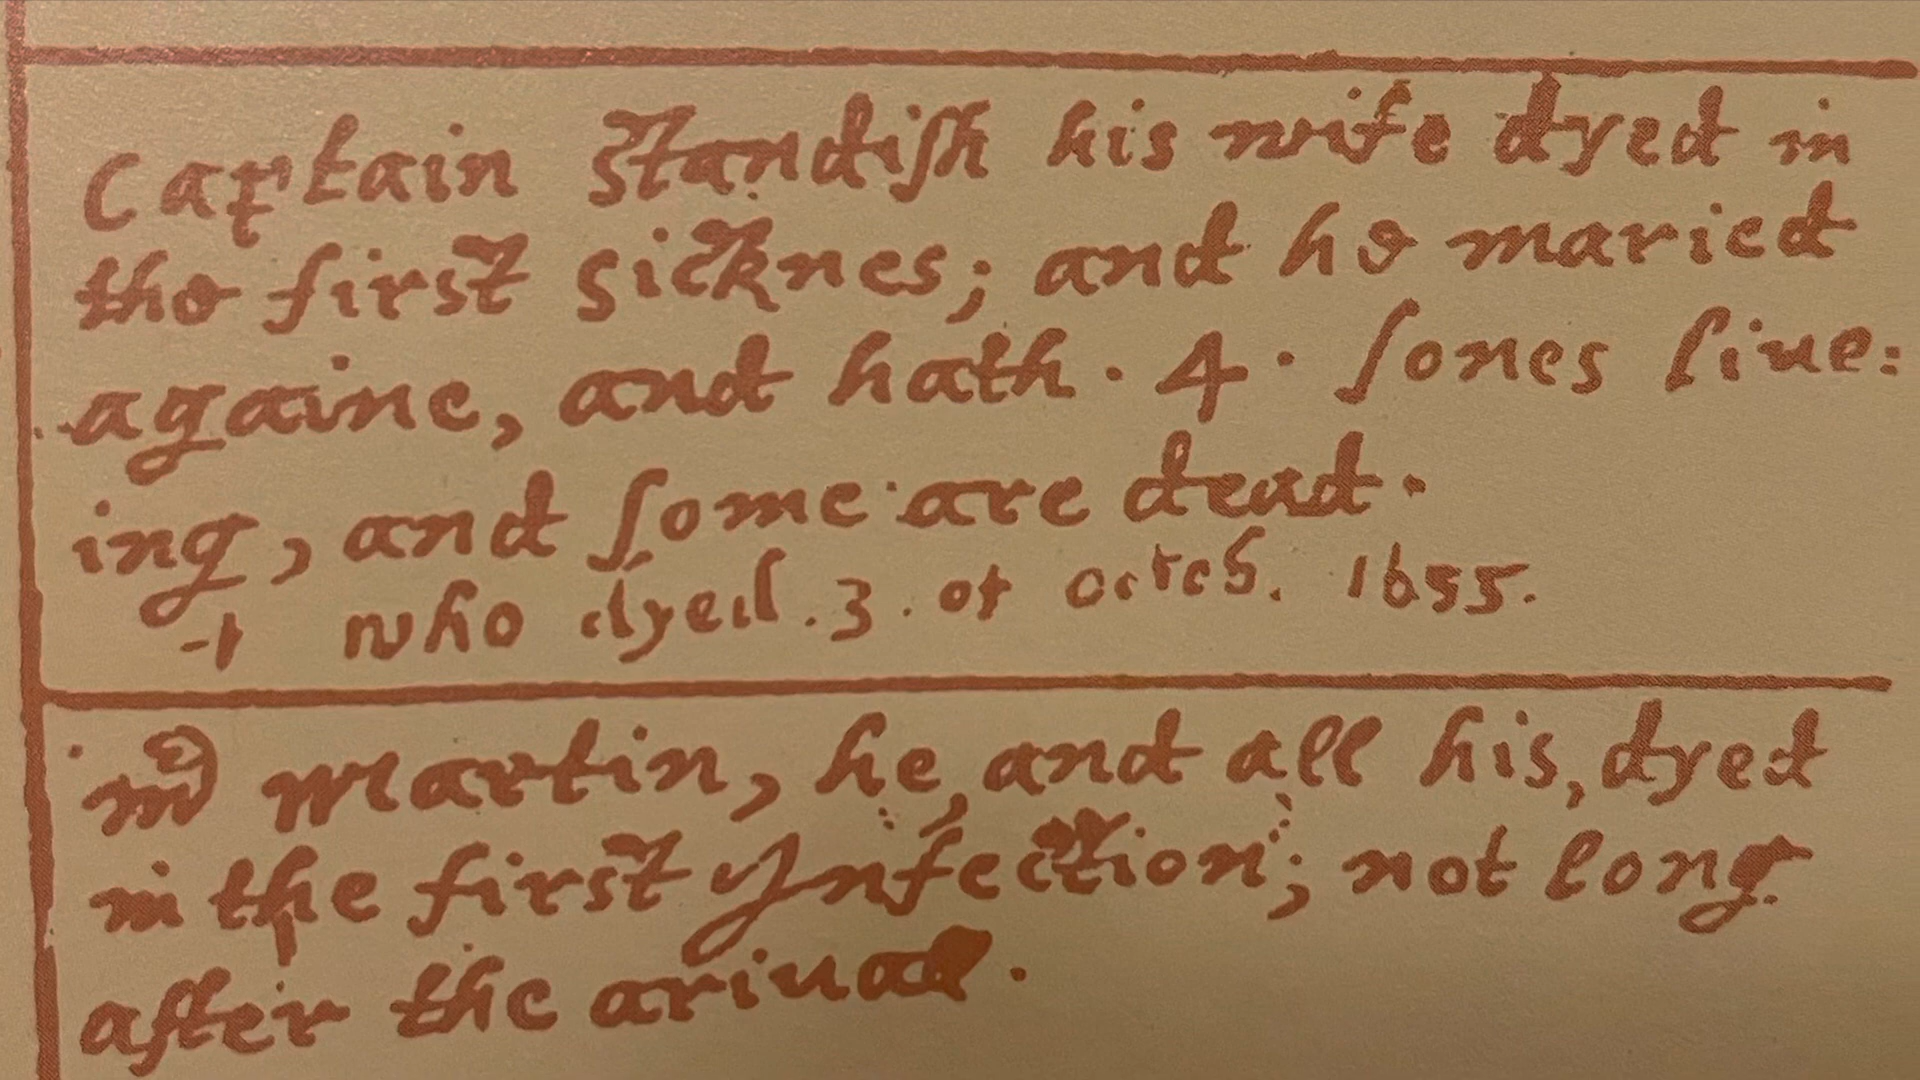 Captain Standish his wife dyed in
the first sicknes; and he maried
againe, and hath · 4 · sones liue:
ing, and some are dead.
who dyed . 3 . of octob. 1655.
mr Martin, he, and all his, dyed
in the first Infection; not long
after the ariual.